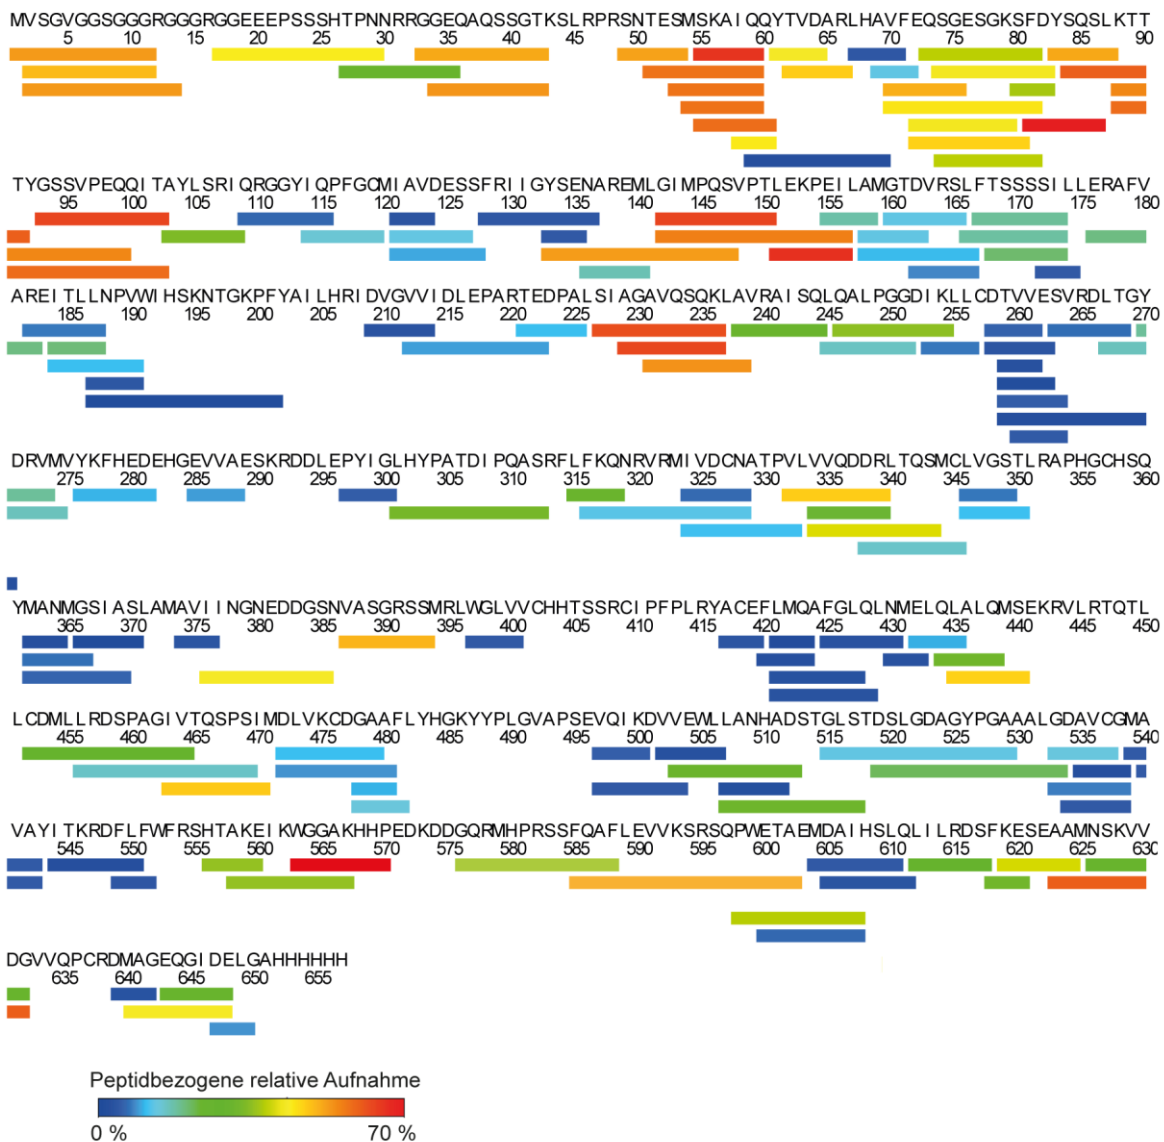 MVSGVGGSGGGRGGGRGGEEEPSSSHTPNNRRGGEQAQSSGTKSLRPRSNTESMSKAIQQYTVDARLHAVFEQSGESGKSFDYSQSLKTT
5 10 15 20 25 30 35 40 45 50 55 60 65 70 75 80 85 90
TYGSSVPEQQITAYLSRIQRGGYIQPFGCMIAVDESSFRIIGYSENAREMLGIMPQSVPTLEKPEILAMGTDVRSLFTSSSSILLERAFV
95 100 105 110 115 120 125 130 135 140 145 150 155 160 165 170 175 180
AREITLLNPVWIHSKNTGKPFYAILHRIDVGVVIDLEPARTEDPALSIAGAVQSQKLAVRAISQLQALPGGDIKLLCDTVVESVRDLTGY
185 190 195 200 205 210 215 220 225 230 235 240 245 250 255 260 265 270
DRVMVYKFHEDEHGEVVAESKRDDLEPYIGLHYPATDIPQASRFLFKQNRVRMIVDCNATPVLVVQDDRLTQSMCLVGSTLRAPHGCHSQ
275 280 285 290 295 300 305 310 315 320 325 330 335 340 345 350 355 360
YMANMGSIASLAMAVIINGNEDDGSNVASGRSSMRLWGLVVCHHTSSRCIPFPLRYACEFLMQAFGLQLNMELQLALQMSEKRVLRTQTL
365 370 375 380 385 390 395 400 405 410 415 420 425 430 435 440 445 450
LCDMLLRDSPAGIVTQSPSIMDLVKCDGAAFLYHGKYYPLGVAPSEVQIKDVVEWLLANHADSTGLSTDSLGDAGYPGAAALGDAVCGMA
455 460 465 470 475 480 485 490 495 500 505 510 515 520 525 530 535 540
VAYITKRDFLFWFRSHTAKEIKWGGAKHHPEDKDDGQRMHPRSSFQAFLEVVKSRSQPWETAEMDAIHSLQLILRDSFKESEAAMNSKVV
545 550 555 560 565 570 575 580 585 590 595 600 605 610 615 620 625 630
DGVVQPCRDMAGEQGIDELGAHHHHHH
635 640 645 650 655
Peptidbezogene relative Aufnahme
0 % 70 %